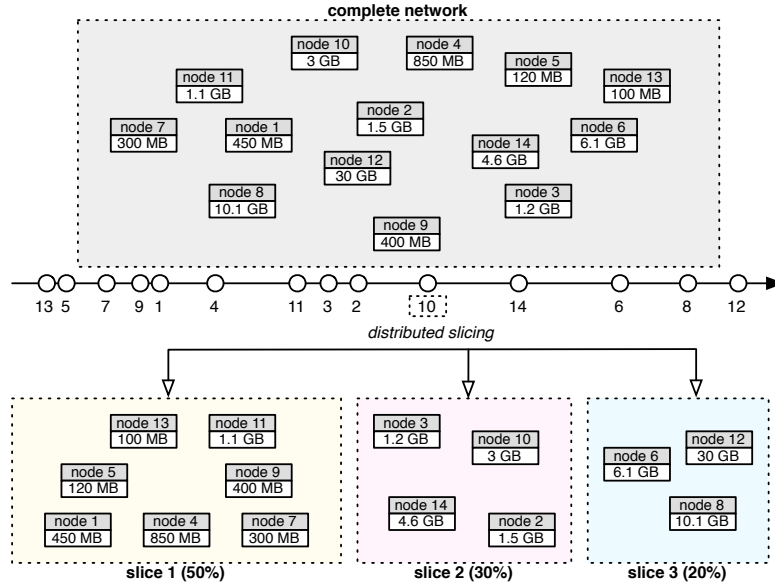 complete network
node 10
3 GB
node 4
850 MB
node 5
120 MB
node 11
1.1 GB
node 13
100 MB
node 2
1.5 GB
node 7
300 MB
node 1
450 MB
node 6
6.1 GB
node 14
4.6 GB
node 12
30 GB
node 8
10.1 GB
node 3
1.2 GB
node 9
400 MB
13 5 7 9 1 4 11 3 2 10 14 6 8 12
distributed slicing
node 13
100 MB
node 11
1.1 GB
node 5
120 MB
node 9
400 MB
node 1
450 MB
node 4
850 MB
node 7
300 MB
slice 1 (50%)
node 3
1.2 GB
node 10
3 GB
node 14
4.6 GB
node 2
1.5 GB
slice 2 (30%)
node 12
30 GB
node 6
6.1 GB
node 8
10.1 GB
slice 3 (20%)